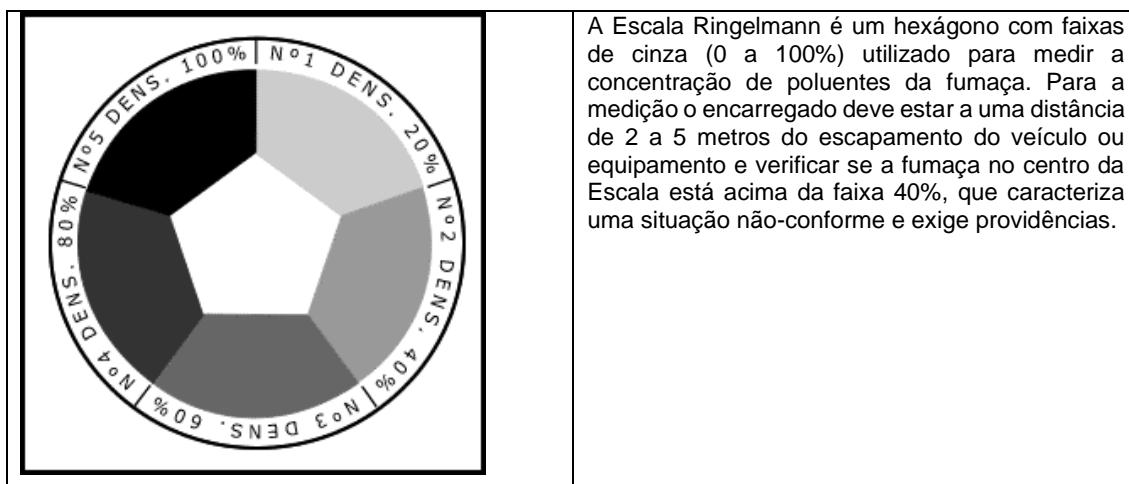 Nº1 DENS. 20%
Nº2 DENS. 40%
Nº3 DENS. 60%
Nº4 DENS. 80%
Nº5 DENS. 100%
A Escala Ringelmann é um hexágono com faixas
de cinza (0 a 100%) utilizado para medir a
concentração de poluentes da fumaça. Para a
medição o encarregado deve estar a uma distância
de 2 a 5 metros do escapamento do veículo ou
equipamento e verificar se a fumaça no centro da
Escala está acima da faixa 40%, que caracteriza
uma situação não-conforme e exige providências.